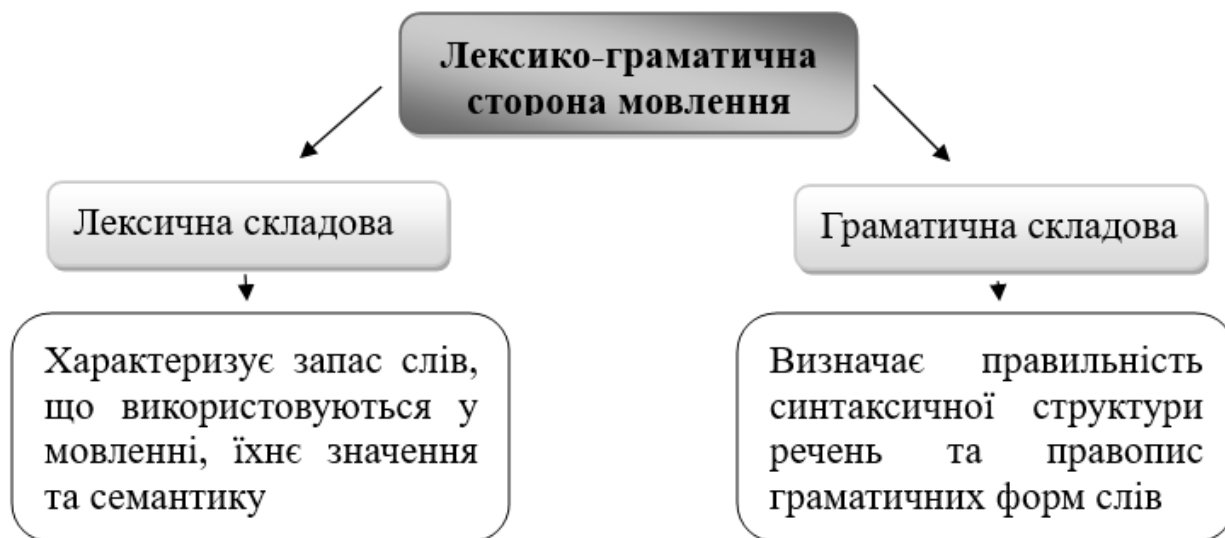 Лексико-граматична
сторона мовлення
Лексична складова
Граматична складова
Характеризує запас слів,
що використовуються у
мовленні, їхнє значення
та семантику
Визначає правильність
синтаксичної структури
речень та правопис
граматичних форм слів